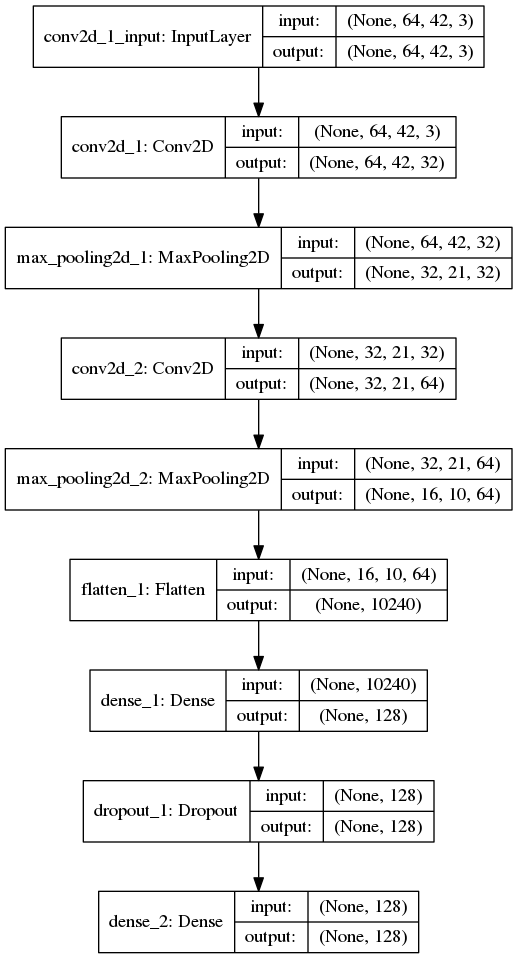 conv2d_1_input: InputLayer
input: (None, 64, 42, 3)
output: (None, 64, 42, 3)
conv2d_1: Conv2D
input: (None, 64, 42, 3)
output: (None, 64, 42, 32)
max_pooling2d_1: MaxPooling2D
input: (None, 64, 42, 32)
output: (None, 32, 21, 32)
conv2d_2: Conv2D
input: (None, 32, 21, 32)
output: (None, 32, 21, 64)
max_pooling2d_2: MaxPooling2D
input: (None, 32, 21, 64)
output: (None, 16, 10, 64)
flatten_1: Flatten
input: (None, 16, 10, 64)
output: (None, 10240)
dense_1: Dense
input: (None, 10240)
output: (None, 128)
dropout_1: Dropout
input: (None, 128)
output: (None, 128)
dense_2: Dense
input: (None, 128)
output: (None, 128)